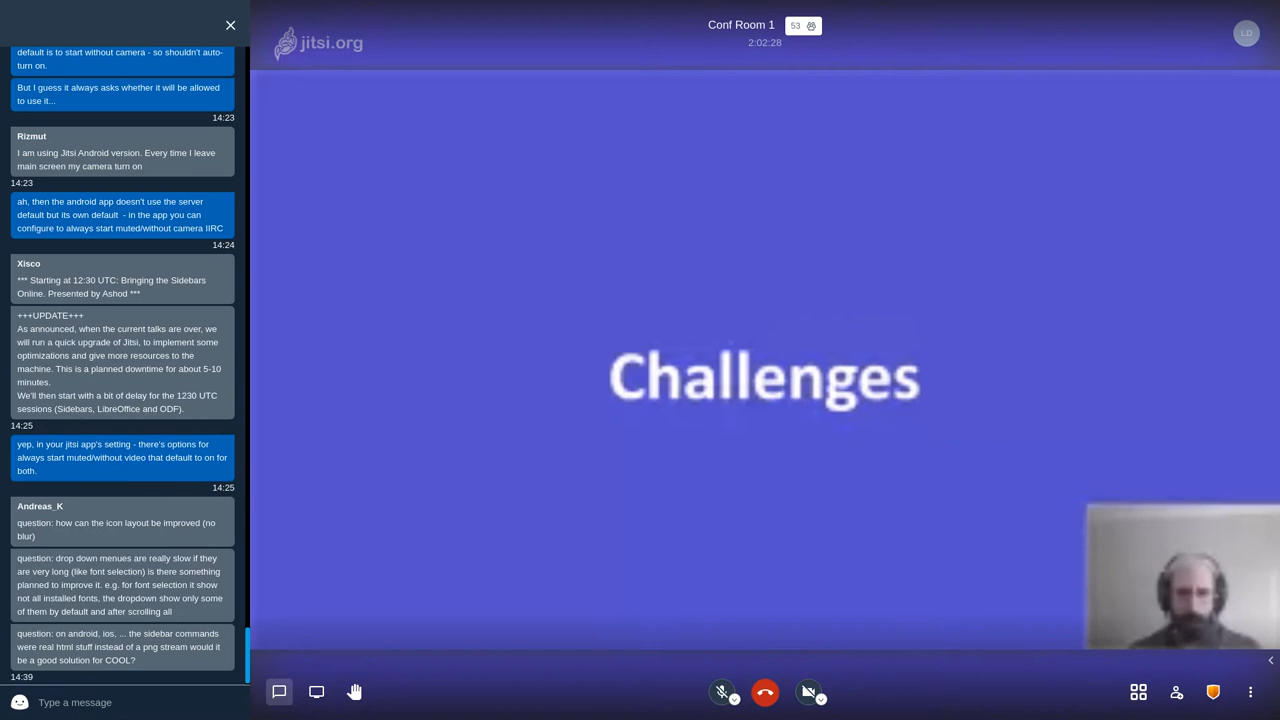 default is to start without camera - so shouldn't auto-
turn on.
But I guess it always asks whether it will be allowed
to use it...
14:23
Rizmut
I am using Jitsi Android version. Every time I leave
main screen my camera turn on
14:23
ah, then the android app doesn't use the server
default but its own default  - in the app you can
configure to always start muted/without camera IIRC
14:24
Xisco
*** Starting at 12:30 UTC: Bringing the Sidebars
Online. Presented by Ashod ***
+++UPDATE+++
As announced, when the current talks are over, we
will run a quick upgrade of Jitsi, to implement some
optimizations and give more resources to the
machine. This is a planned downtime for about 5-10
minutes.
We'll then start with a bit of delay for the 1230 UTC
sessions (Sidebars, LibreOffice and ODF).
14:25
yep, in your jitsi app's setting - there's options for
always start muted/without video that default to on for
both.
14:25
Andreas_K
question: how can the icon layout be improved (no
blur)
question: drop down menues are really slow if they
are very long (like font selection) is there something
planned to improve it. e.g. for font selection it show
not all installed fonts, the dropdown show only some
of them by default and after scrolling all
question: on android, ios, ... the sidebar commands
were real html stuff instead of a png stream would it
be a good solution for COOL?
14:39
Type a message
jitsi.org
Conf Room 1
53
2:02:28
LD
Challenges